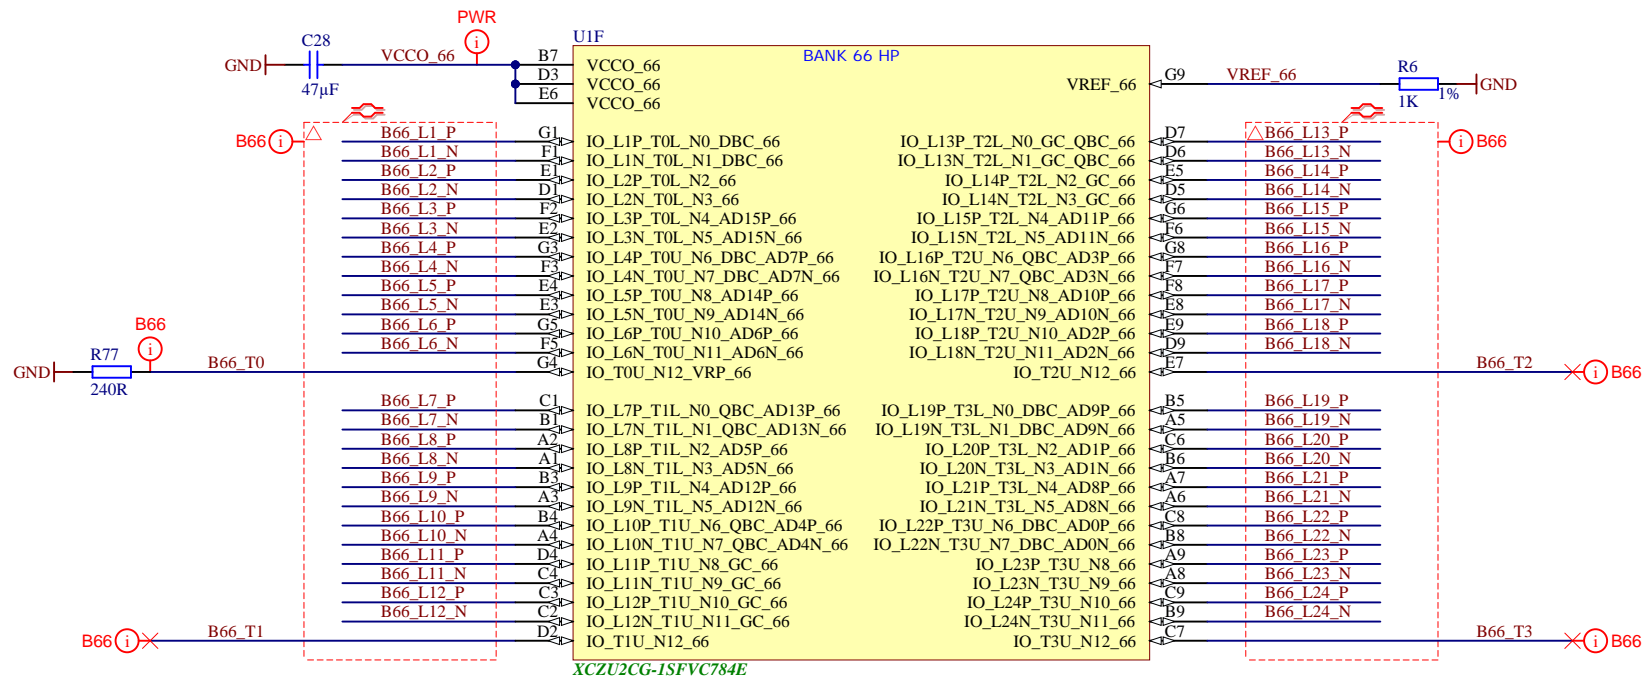 PWR
C28
GND
VCCO_66
47µF
U1F
BANK 66 HP
B7 VCCO_66
D3 VCCO_66
E6 VCCO_66
VREF_66 G9 VREF_66
R6
1K 1%
GND
B66 B66_L1_P G1 IO_L1P_T0L_N0_DBC_66
B66_L1_N F1 IO_L1N_T0L_N1_DBC_66
B66_L2_P E1 IO_L2P_T0L_N2_66
B66_L2_N D1 IO_L2N_T0L_N3_66
B66_L3_P F2 IO_L3P_T0L_N4_AD15P_66
B66_L3_N E2 IO_L3N_T0L_N5_AD15N_66
B66_L4_P G3 IO_L4P_T0U_N6_DBC_AD7P_66
B66_L4_N F3 IO_L4N_T0U_N7_DBC_AD7N_66
B66_L5_P E4 IO_L5P_T0U_N8_AD14P_66
B66_L5_N E3 IO_L5N_T0U_N9_AD14N_66
B66_L6_P G5 IO_L6P_T0U_N10_AD6P_66
B66_L6_N F5 IO_L6N_T0U_N11_AD6N_66
B66
R77
GND
240R
B66_T0 G4 IO_T0U_N12_VRP_66
B66_L7_P C1 IO_L7P_T1L_N0_QBC_AD13P_66
B66_L7_N B1 IO_L7N_T1L_N1_QBC_AD13N_66
B66_L8_P A2 IO_L8P_T1L_N2_AD5P_66
B66_L8_N A1 IO_L8N_T1L_N3_AD5N_66
B66_L9_P B3 IO_L9P_T1L_N4_AD12P_66
B66_L9_N A3 IO_L9N_T1L_N5_AD12N_66
B66_L10_P B4 IO_L10P_T1U_N6_QBC_AD4P_66
B66_L10_N A4 IO_L10N_T1U_N7_QBC_AD4N_66
B66_L11_P D4 IO_L11P_T1U_N8_GC_66
B66_L11_N C4 IO_L11N_T1U_N9_GC_66
B66_L12_P C3 IO_L12P_T1U_N10_GC_66
B66_L12_N C2 IO_L12N_T1U_N11_GC_66
B66 B66_T1 D2 IO_T1U_N12_66
IO_L13P_T2L_N0_GC_QBC_66 D7 B66_L13_P B66
IO_L13N_T2L_N1_GC_QBC_66 D6 B66_L13_N
IO_L14P_T2L_N2_GC_66 E5 B66_L14_P
IO_L14N_T2L_N3_GC_66 D5 B66_L14_N
IO_L15P_T2L_N4_AD11P_66 G6 B66_L15_P
IO_L15N_T2L_N5_AD11N_66 F6 B66_L15_N
IO_L16P_T2U_N6_QBC_AD3P_66 G8 B66_L16_P
IO_L16N_T2U_N7_QBC_AD3N_66 F7 B66_L16_N
IO_L17P_T2U_N8_AD10P_66 F8 B66_L17_P
IO_L17N_T2U_N9_AD10N_66 E8 B66_L17_N
IO_L18P_T2U_N10_AD2P_66 E9 B66_L18_P
IO_L18N_T2U_N11_AD2N_66 D9 B66_L18_N
IO_T2U_N12_66 E7 B66_T2 B66
IO_L19P_T3L_N0_DBC_AD9P_66 B5 B66_L19_P
IO_L19N_T3L_N1_DBC_AD9N_66 A5 B66_L19_N
IO_L20P_T3L_N2_AD1P_66 C6 B66_L20_P
IO_L20N_T3L_N3_AD1N_66 B6 B66_L20_N
IO_L21P_T3L_N4_AD8P_66 A7 B66_L21_P
IO_L21N_T3L_N5_AD8N_66 A6 B66_L21_N
IO_L22P_T3U_N6_DBC_AD0P_66 C8 B66_L22_P
IO_L22N_T3U_N7_DBC_AD0N_66 B8 B66_L22_N
IO_L23P_T3U_N8_66 A9 B66_L23_P
IO_L23N_T3U_N9_66 A8 B66_L23_N
IO_L24P_T3U_N10_66 C9 B66_L24_P
IO_L24N_T3U_N11_66 B9 B66_L24_N
IO_T3U_N12_66 C7 B66_T3 B66
XCZU2CG-1SFVC784E